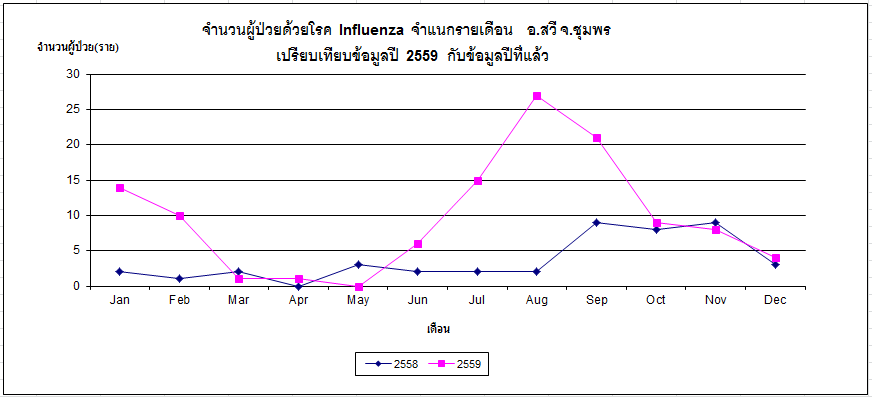 จำนวนผู้ป่วยด้วยโรค Influenza จำแนกรายเดือน อ.สวี จ.ชุมพร
เปรียบเทียบข้อมูลปี 2559 กับข้อมูลปีที่แล้ว
จำนวนผู้ป่วย(ราย)
30
25
20
15
10
5
0
Jan Feb Mar Apr May Jun Jul Aug Sep Oct Nov Dec
เดือน
2558 2559